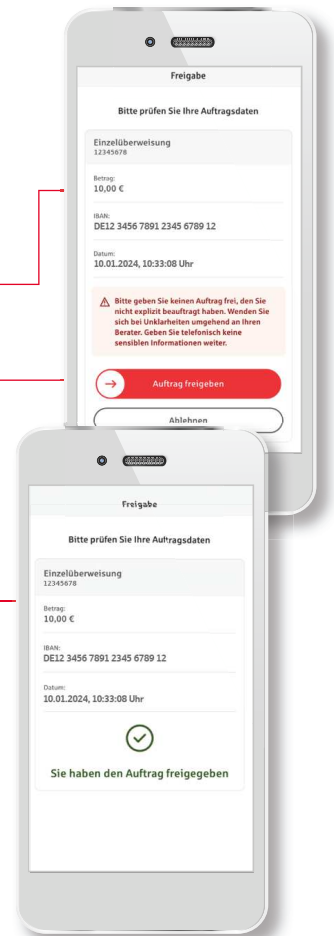 Freigabe
Bitte prüfen Sie Ihre Auftragsdaten
Einzelüberweisung
12345678
Betrag:
10,00 €
IBAN:
DE12 3456 7891 2345 6789 12
Datum:
10.01.2024, 10:33:08 Uhr
Bitte geben Sie keinen Auftrag frei, den Sie
nicht explizit beauftragt haben. Wenden Sie
sich bei Unklarheiten umgehend an Ihren
Berater. Geben Sie telefonisch keine
sensiblen Informationen weiter.
Auftrag freigeben
Ablehnen
Freigabe
Bitte prüfen Sie Ihre Auftragsdaten
Einzelüberweisung
12345678
Betrag:
10,00 €
IBAN:
DE12 3456 7891 2345 6789 12
Datum:
10.01.2024, 10:33:08 Uhr
Sie haben den Auftrag freigegeben